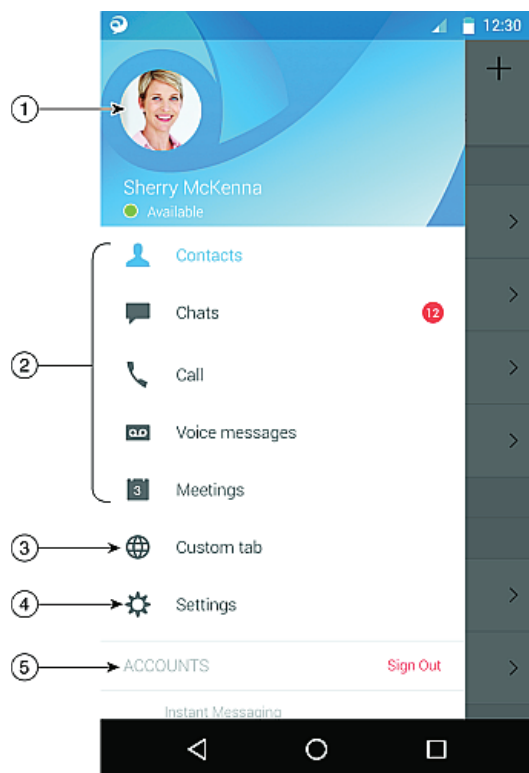 12:30
1
Sherry McKenna
Available
Contacts
2
Chats
12
Call
Voice messages
3
Meetings
3
Custom tab
4
Settings
5
ACCOUNTS
Sign Out
Instant Messaging